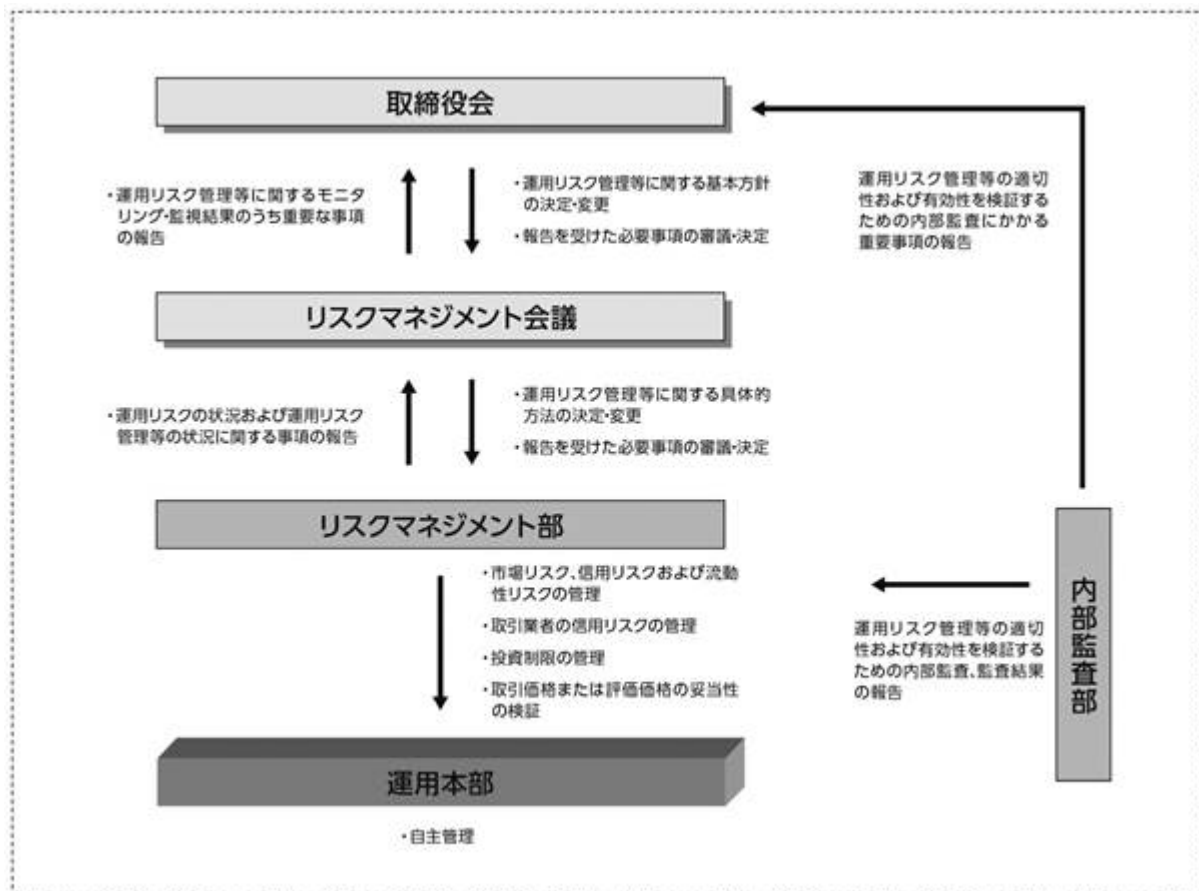 取締役会
・運用リスク管理等に関するモニタ
リング・監視結果のうち重要な事項
の報告
・運用リスク管理等に関する基本方針
の決定・変更
・報告を受けた必要事項の審議・決定
運用リスク管理等の適切
性および有効性を検証する
ための内部監査にかかる
重要事項の報告
リスクマネジメント会議
・運用リスクの状況および運用リスク
管理等の状況に関する事項の報告
・運用リスク管理等に関する具体的
方法の決定・変更
・報告を受けた必要事項の審議・決定
リスクマネジメント部
・市場リスク、信用リスクおよび流動
性リスクの管理
・取引業者の信用リスクの管理
・投資制限の管理
・取引価格または評価価格の妥当性
の検証
運用リスク管理等の適切
性および有効性を検証する
ための内部監査、監査結果
の報告
内部監査部
運用本部
・自主管理